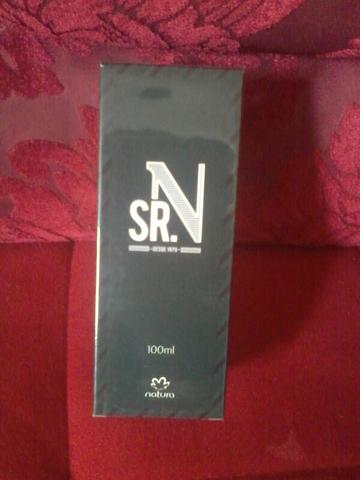 SR. N
DESDE 1979
100ml
natura